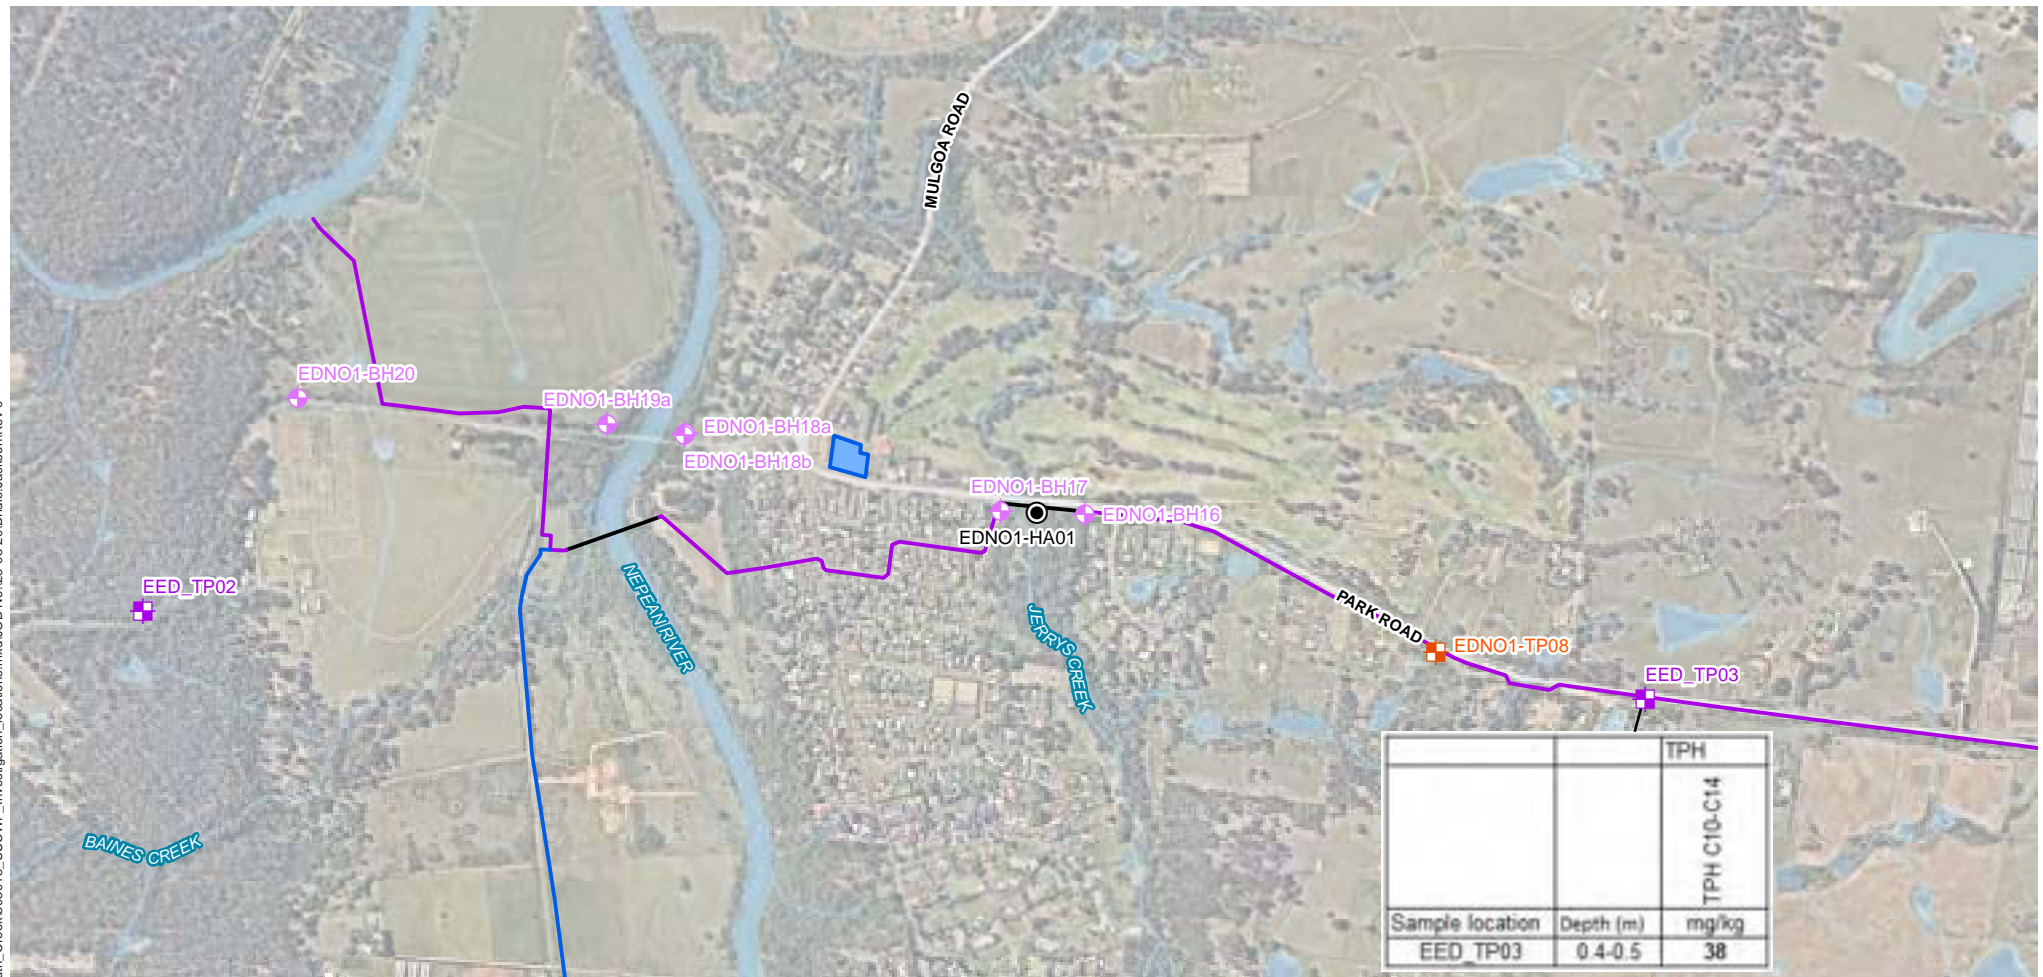 MULGOA ROAD
EDNO1-BH20
EDNO1-BH19a
EDNO1-BH18a
EDNO1-BH18b
EDNO1-BH17
EDNO1-BH16
EDNO1-HA01
EED_TP02
NEPEAN RIVER
JERRYS CREEK
PARK ROAD
EDNO1-TP08
EED_TP03
BAINES CREEK
TPH
TPH C10-C14
Sample location Depth (m) mg/kg
EED_TP03 0.4-0.5 38